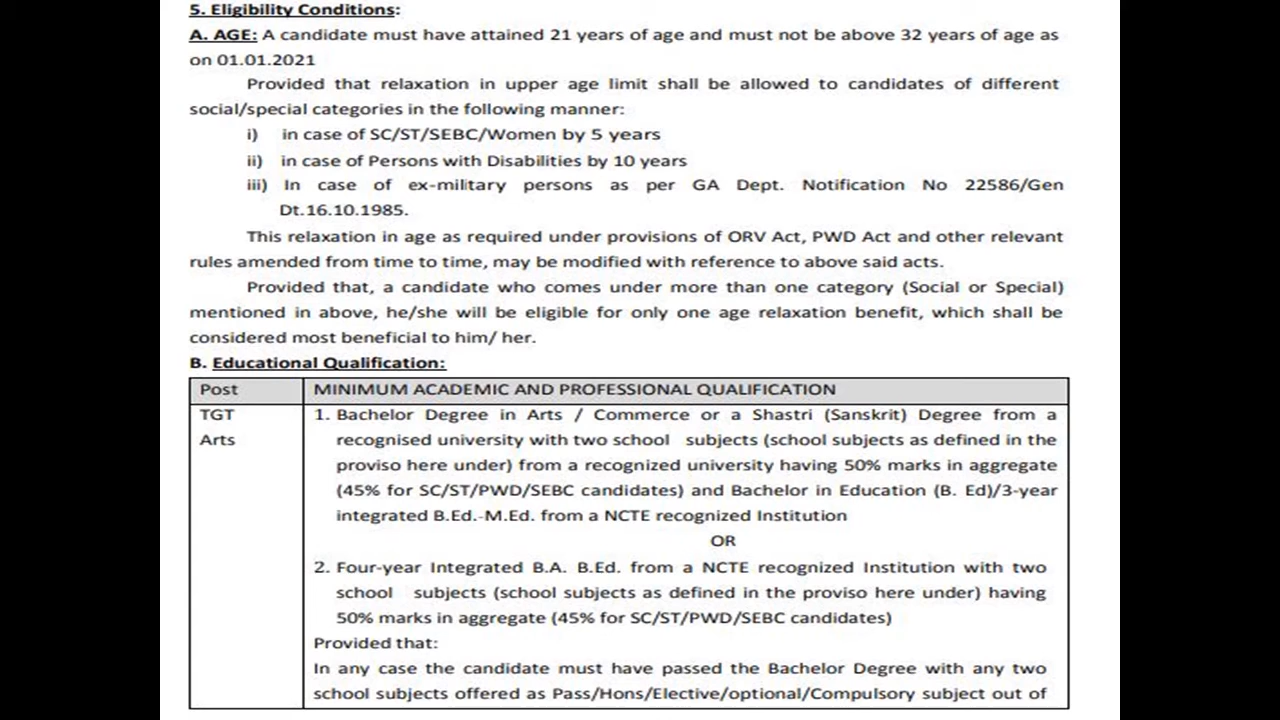 5. Eligibility Conditions:
A. AGE: A candidate must have attained 21 years of age and must not be above 32 years of age as
on 01.01.2021
Provided that relaxation in upper age limit shall be allowed to candidates of different
social/special categories in the following manner:
i) in case of SC/ST/SEBC/Women by 5 years
ii) in case of Persons with Disabilities by 10 years
iii) In case of ex-military persons as per GA Dept. Notification No 22586/Gen
Dt.16.10.1985.
This relaxation in age as required under provisions of ORV Act, PWD Act and other relevant
rules amended from time to time, may be modified with reference to above said acts.
Provided that, a candidate who comes under more than one category (Social or Special)
mentioned in above, he/she will be eligible for only one age relaxation benefit, which shall be
considered most beneficial to him/ her.
B. Educational Qualification:
Post MINIMUM ACADEMIC AND PROFESSIONAL QUALIFICATION
TGT
Arts
1. Bachelor Degree in Arts / Commerce or a Shastri (Sanskrit) Degree from a
recognised university with two school subjects (school subjects as defined in the
proviso here under) from a recognized university having 50% marks in aggregate
(45% for SC/ST/PWD/SEBC candidates) and Bachelor in Education (B. Ed)/3-year
integrated B.Ed.-M.Ed. from a NCTE recognized Institution
OR
2. Four-year Integrated B.A. B.Ed. from a NCTE recognized Institution with two
school subjects (school subjects as defined in the proviso here under) having
50% marks in aggregate (45% for SC/ST/PWD/SEBC candidates)
Provided that:
In any case the candidate must have passed the Bachelor Degree with any two
school subjects offered as Pass/Hons/Elective/optional/Compulsory subject out of